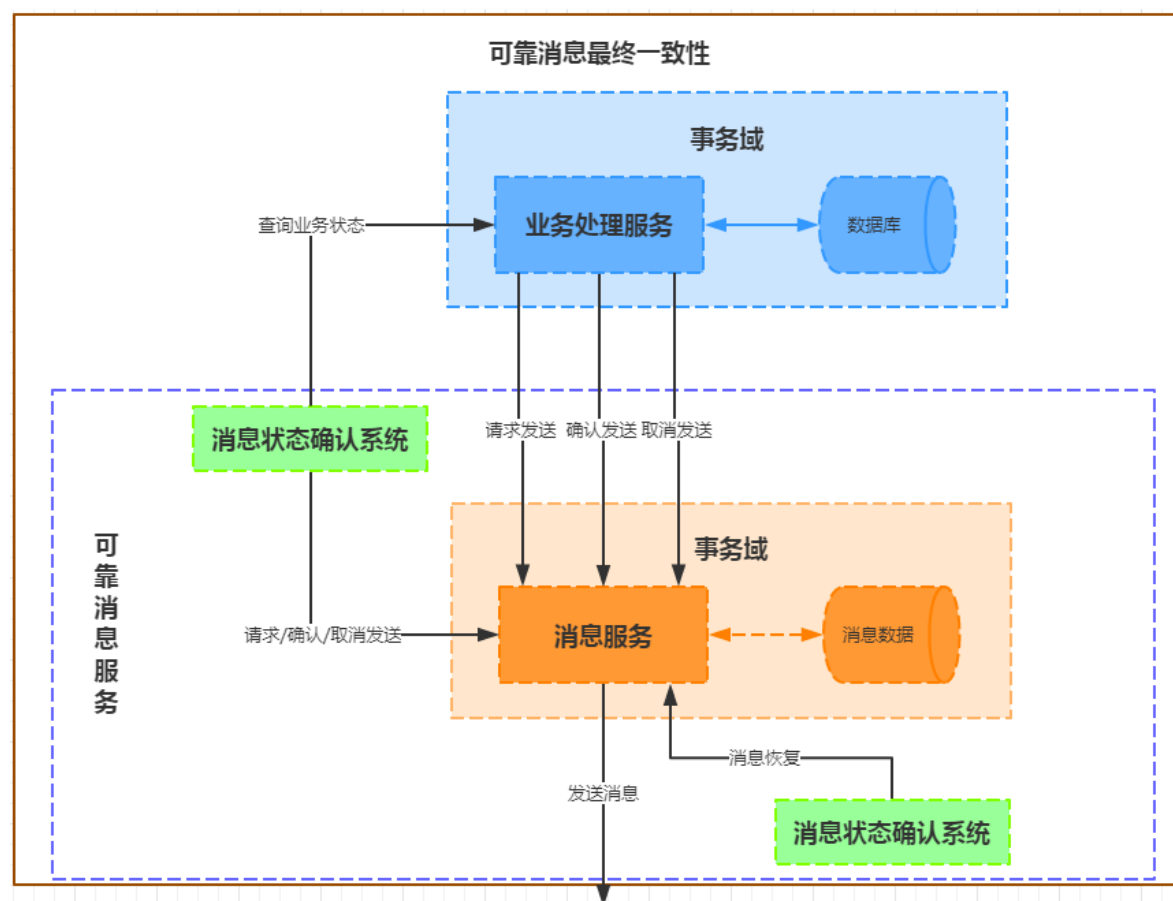 可靠消息最终一致性
事务域
业务处理服务
数据库
查询业务状态
消息状态确认系统
请求发送 确认发送 取消发送
可靠消息服务
事务域
请求/确认/取消发送
消息服务
消息数据
消息恢复
发送消息
消息状态确认系统